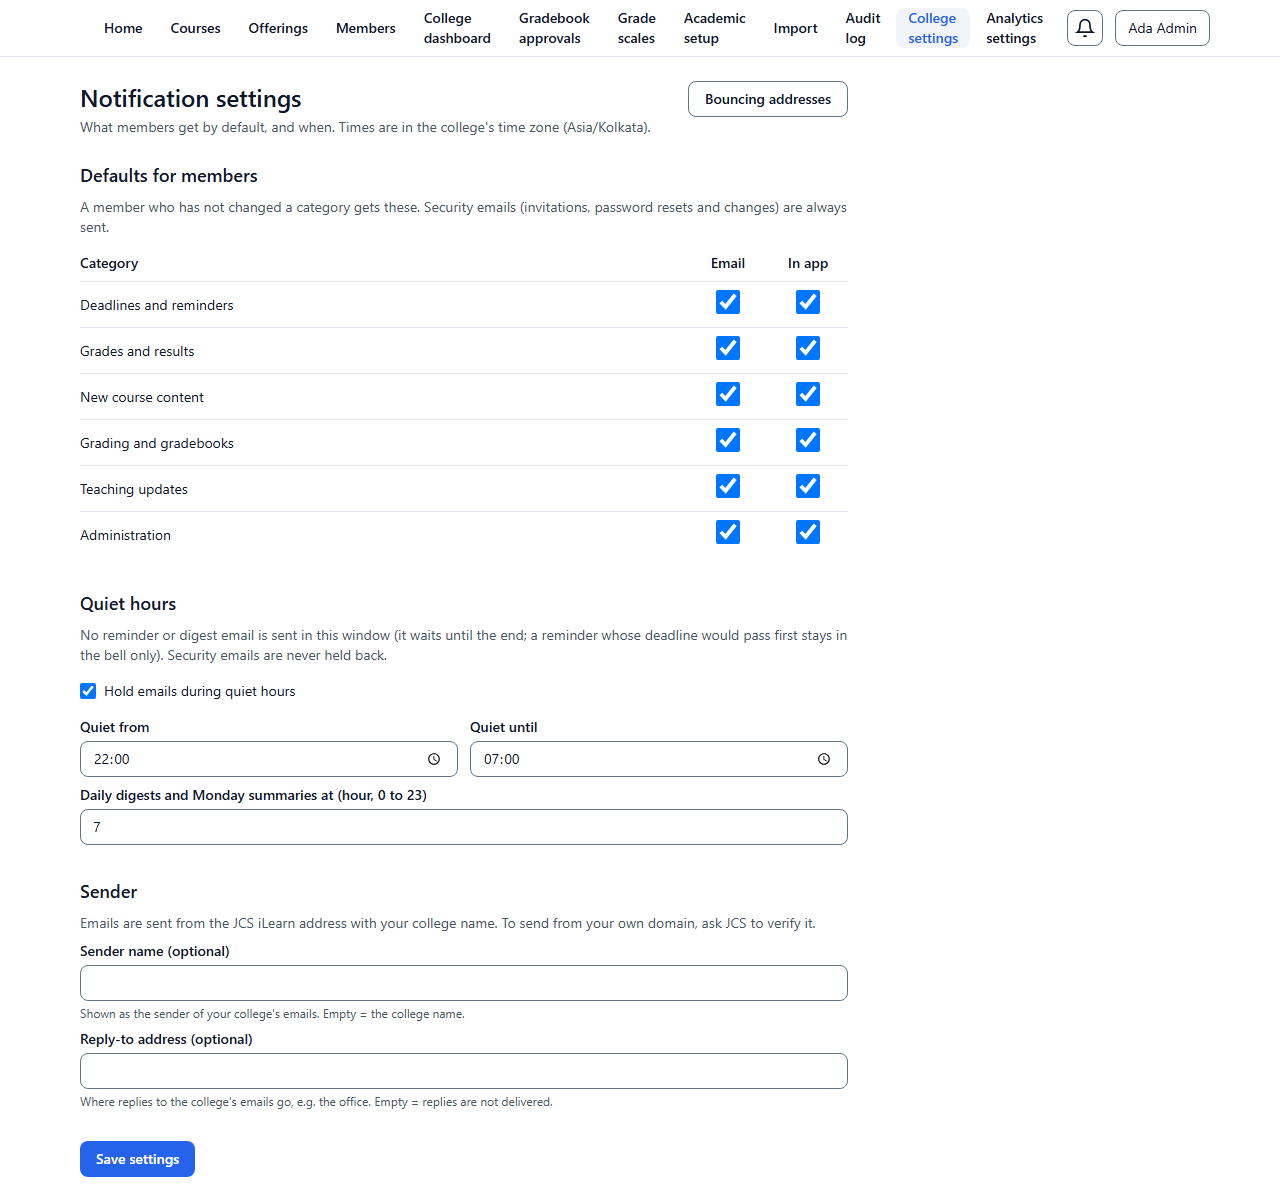 Home
Courses
Offerings
Members
College dashboard
Gradebook approvals
Grade scales
Academic setup
Import
Audit log
College settings
Analytics settings
Ada Admin
Notification settings
Bouncing addresses
What members get by default, and when. Times are in the college's time zone (Asia/Kolkata).
Defaults for members
A member who has not changed a category gets these. Security emails (invitations, password resets and changes) are always
sent.
Category Email In app
Deadlines and reminders
Grades and results
New course content
Grading and gradebooks
Teaching updates
Administration
Quiet hours
No reminder or digest email is sent in this window (it waits until the end; a reminder whose deadline would pass first stays in
the bell only). Security emails are never held back.
Hold emails during quiet hours
Quiet from Quiet until
22:00 07:00
Daily digests and Monday summaries at (hour, 0 to 23)
7
Sender
Emails are sent from the JCS iLearn address with your college name. To send from your own domain, ask JCS to verify it.
Sender name (optional)
Shown as the sender of your college's emails. Empty = the college name.
Reply-to address (optional)
Where replies to the college's emails go, e.g. the office. Empty = replies are not delivered.
Save settings